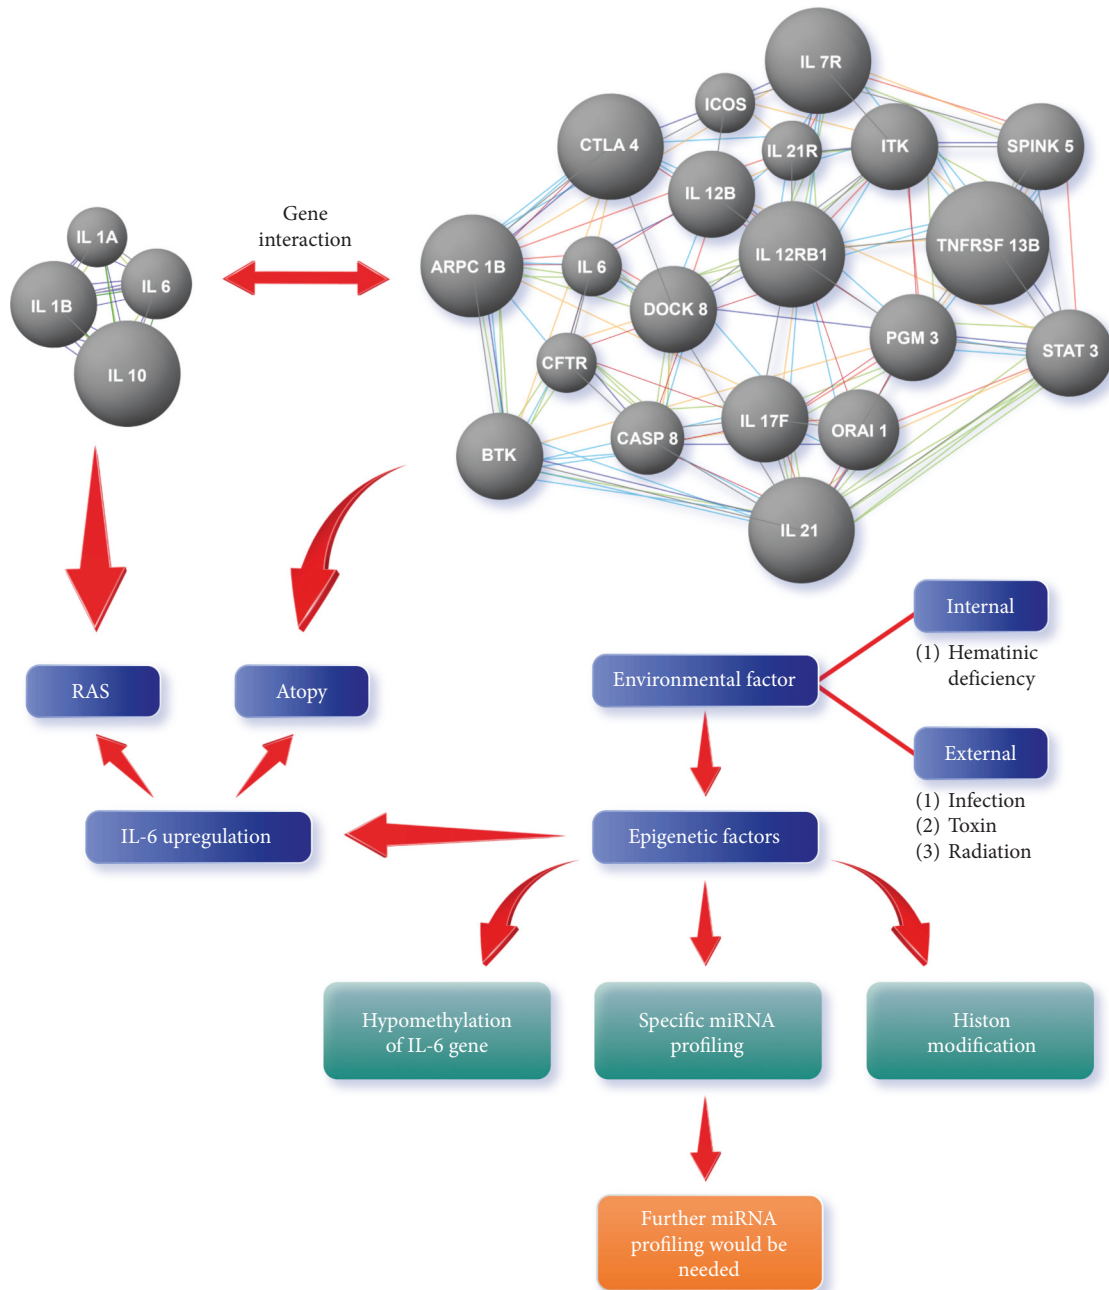 IL 7R
ICOS
CTLA 4
IL 21R
ITK
SPINK 5
IL 12B
IL 1A
Gene
interaction
IL 6
IL 1B
IL 10
ARPC 1B
IL 6
IL 12RB1
TNFRSF 13B
DOCK 8
PGM 3
STAT 3
CFTR
BTK
CASP 8
IL 17F
ORAI 1
IL 21
RAS
Atopy
Environmental factor
Internal
(1) Hematinic
deficiency
External
(1) Infection
(2) Toxin
(3) Radiation
IL-6 upregulation
Epigenetic factors
Hypomethylation
of IL-6 gene
Specific miRNA
profiling
Histon
modification
Further miRNA
profiling would be
needed